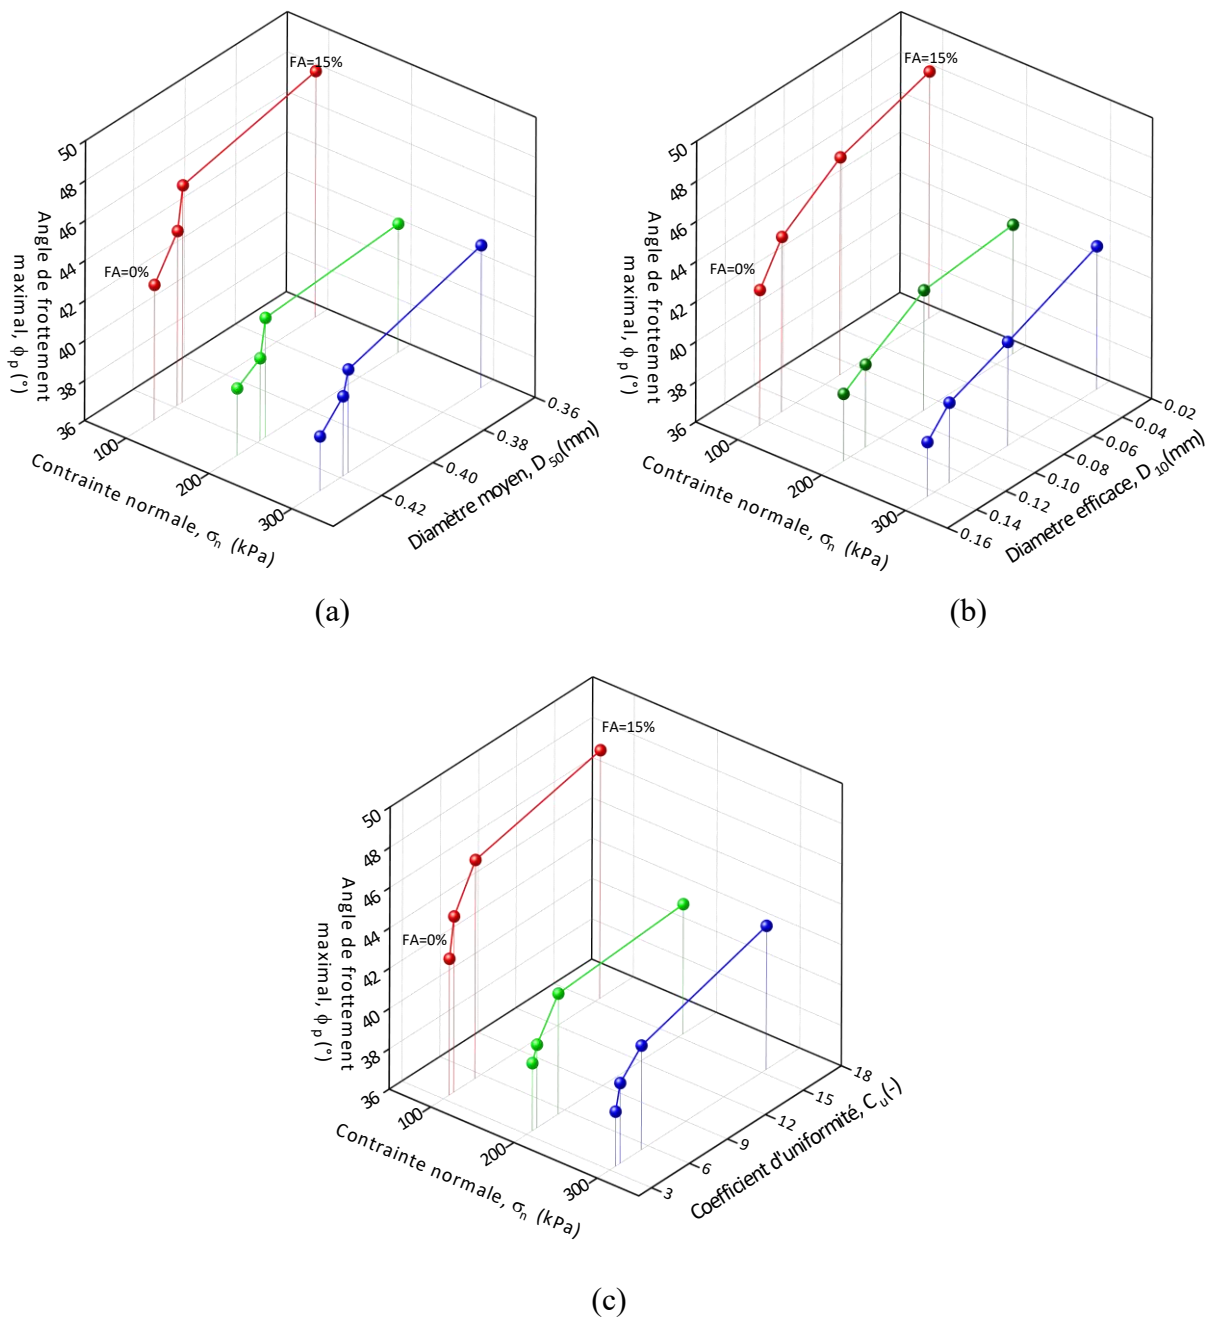 FA=15%
FA=0%
50
48
46
44
42
40
38
36
Angle de frottement
maximal, ϕp(°)
100
200
300
Contrainte normale, σn (kPa)
0.36
0.38
0.40
0.42
Diamètre moyen, D50(mm)
(a)
FA=15%
FA=0%
50
48
46
44
42
40
38
36
Angle de frottement
maximal, ϕp(°)
100
200
300
Contrainte normale, σn (kPa)
0.02
0.04
0.06
0.08
0.10
0.12
0.14
0.16
Diametre efficace, D10(mm)
(b)
FA=15%
FA=0%
50
48
46
44
42
40
38
36
Angle de frottement
maximal, ϕp(°)
100
200
300
Contrainte normale, σn (kPa)
18
15
12
9
6
3
Coefficient d'uniformité, Cu(-)
(c)